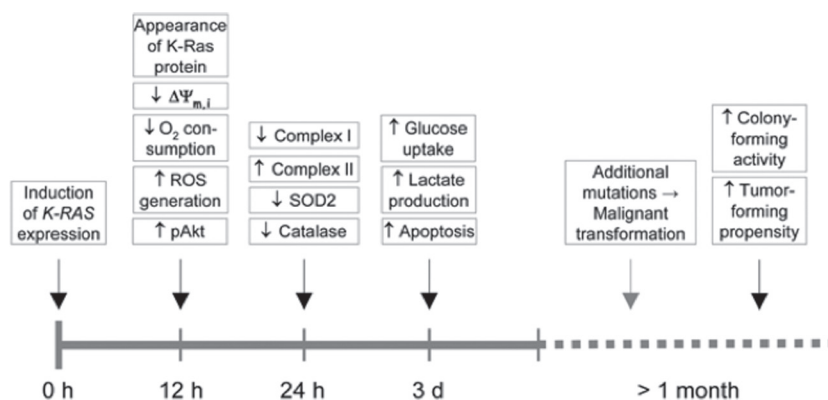 Induction
of K-RAS
expression
Appearance
of K-Ras
protein
↓ ΔΨm,i
↓ O2 con-
sumption
↑ ROS
generation
↑ pAkt
↓ Complex I
↑ Complex II
↓ SOD2
↓ Catalase
↑ Glucose
uptake
↑ Lactate
production
↑ Apoptosis
Additional
mutations →
Malignant
transformation
↑ Colony-
forming
activity
↑ Tumor-
forming
propensity
0 h
12 h
24 h
3 d
> 1 month